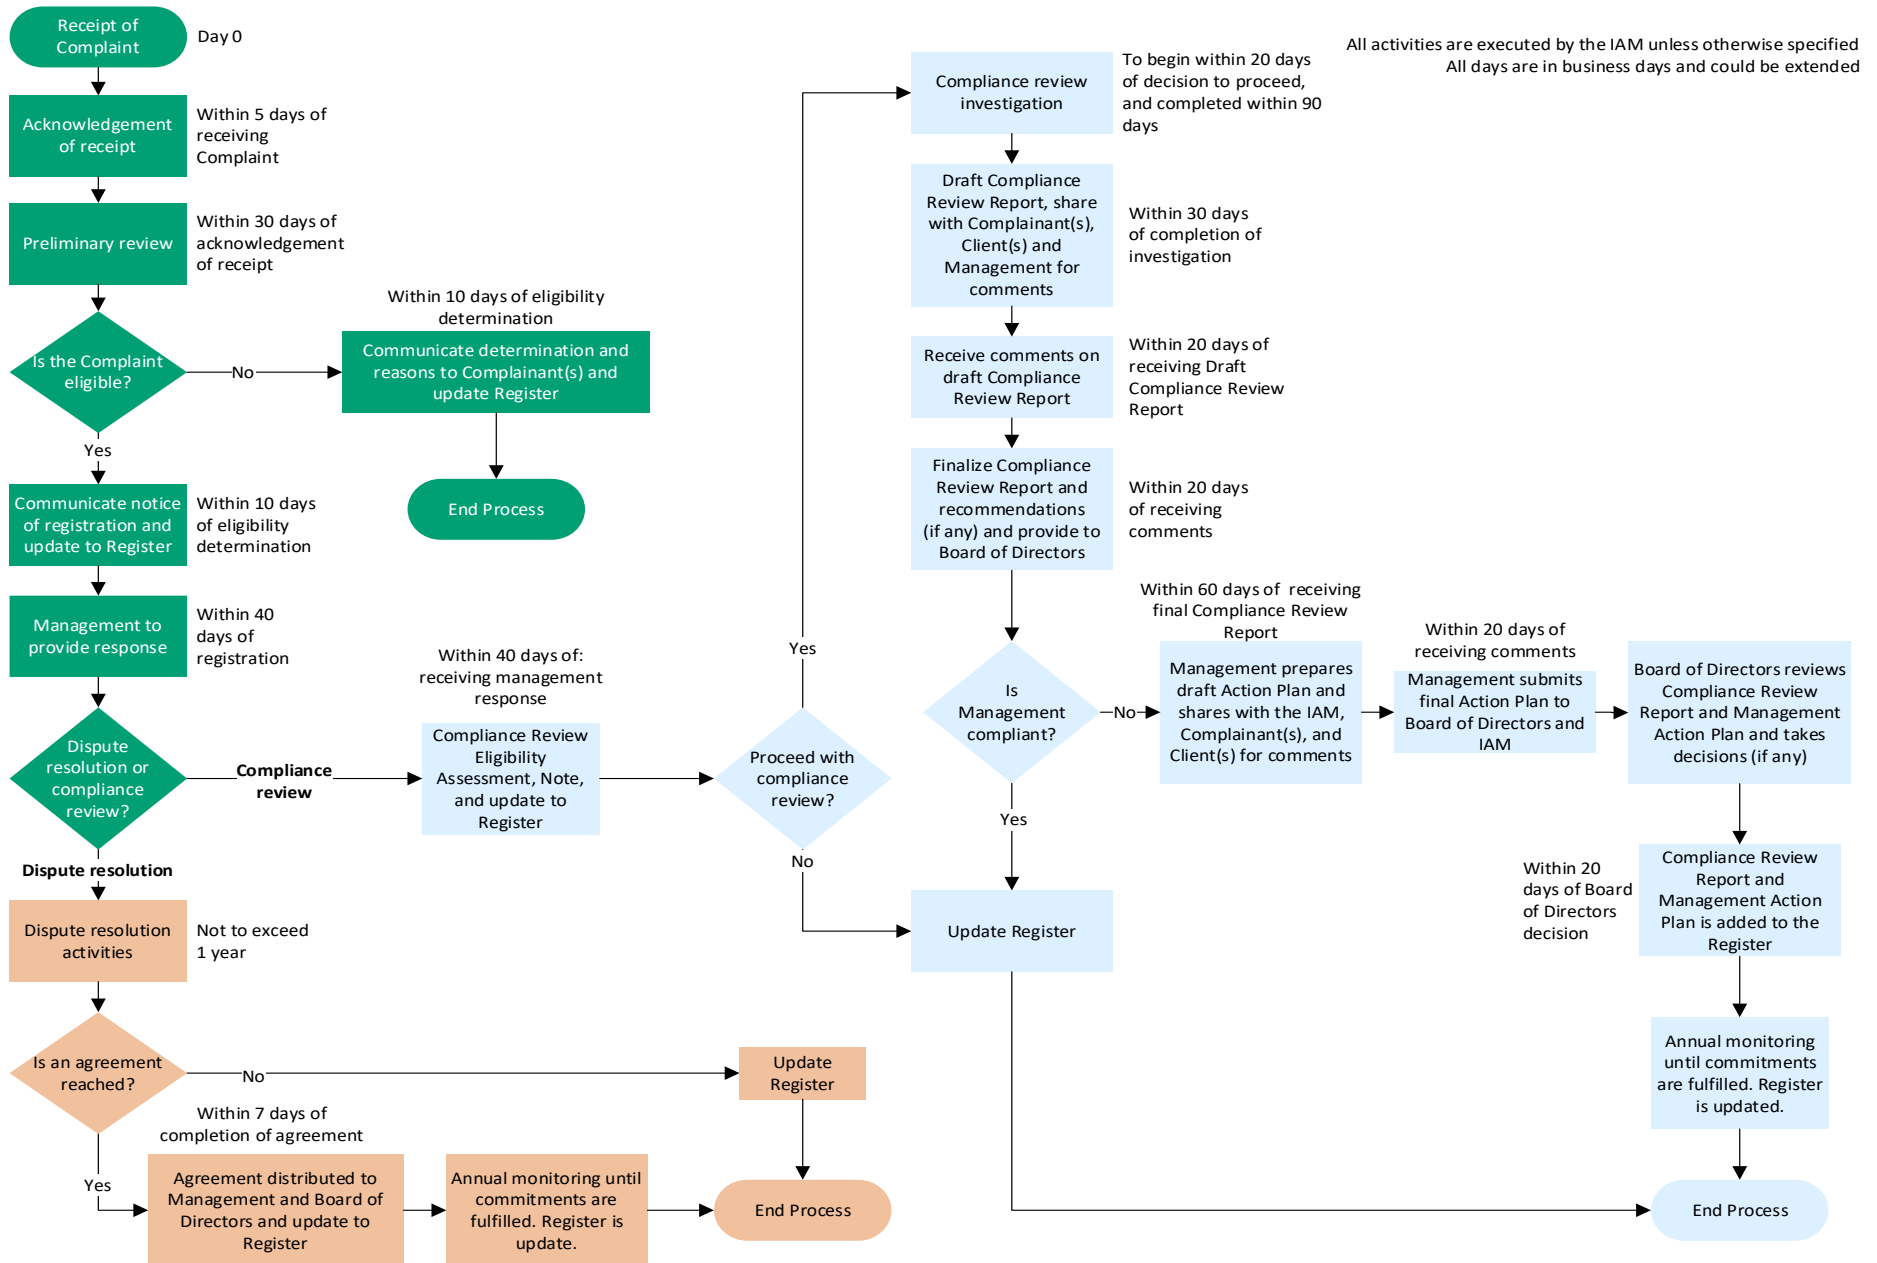 Receipt of
Complaint
Day 0
Acknowledgement
of receipt
Within 5 days of
receiving
Complaint
Preliminary review
Within 30 days of
acknowledgement
of receipt
Is the Complaint
eligible?
No
Within 10 days of eligibility
determination
Communicate determination and
reasons to Complainant(s) and
update Register
End Process
Yes
Communicate notice
of registration and
update to Register
Within 10 days
of eligibility
determination
Management to
provide response
Within 40
days of
registration
Dispute
resolution or
compliance
review?
Compliance
review
Within 40 days of:
receiving management
response
Compliance Review
Eligibility
Assessment, Note,
and update to
Register
Proceed with
compliance
review?
Yes
No
Dispute resolution
Dispute resolution
activities
Not to exceed
1 year
Is an agreement
reached?
No
Update
Register
Yes
Within 7 days of
completion of agreement
Agreement distributed to
Management and Board of
Directors and update to
Register
Annual monitoring until
commitments are
fulfilled. Register is
update.
End Process
All activities are executed by the IAM unless otherwise specified
All days are in business days and could be extended
Compliance review
investigation
To begin within 20 days
of decision to proceed,
and completed within 90
days
Draft Compliance
Review Report, share
with Complainant(s),
Client(s) and
Management for
comments
Within 30 days
of completion of
investigation
Receive comments on
draft Compliance
Review Report
Within 20 days of
receiving Draft
Compliance Review
Report
Finalize Compliance
Review Report and
recommendations
(if any) and provide to
Board of Directors
Within 20 days
of receiving
comments
Is
Management
compliant?
No
Within 60 days of  receiving
final Compliance Review
Report
Management prepares
draft Action Plan and
shares with the IAM,
Complainant(s), and
Client(s) for comments
Within 20 days of
receiving comments
Management submits
final Action Plan to
Board of Directors and
IAM
Board of Directors reviews
Compliance Review
Report and Management
Action Plan and takes
decisions (if any)
Yes
Update Register
Within 20
days of Board
of Directors
decision
Compliance Review
Report and
Management Action
Plan is added to the
Register
Annual monitoring
until commitments
are fulfilled. Register
is updated.
End Process